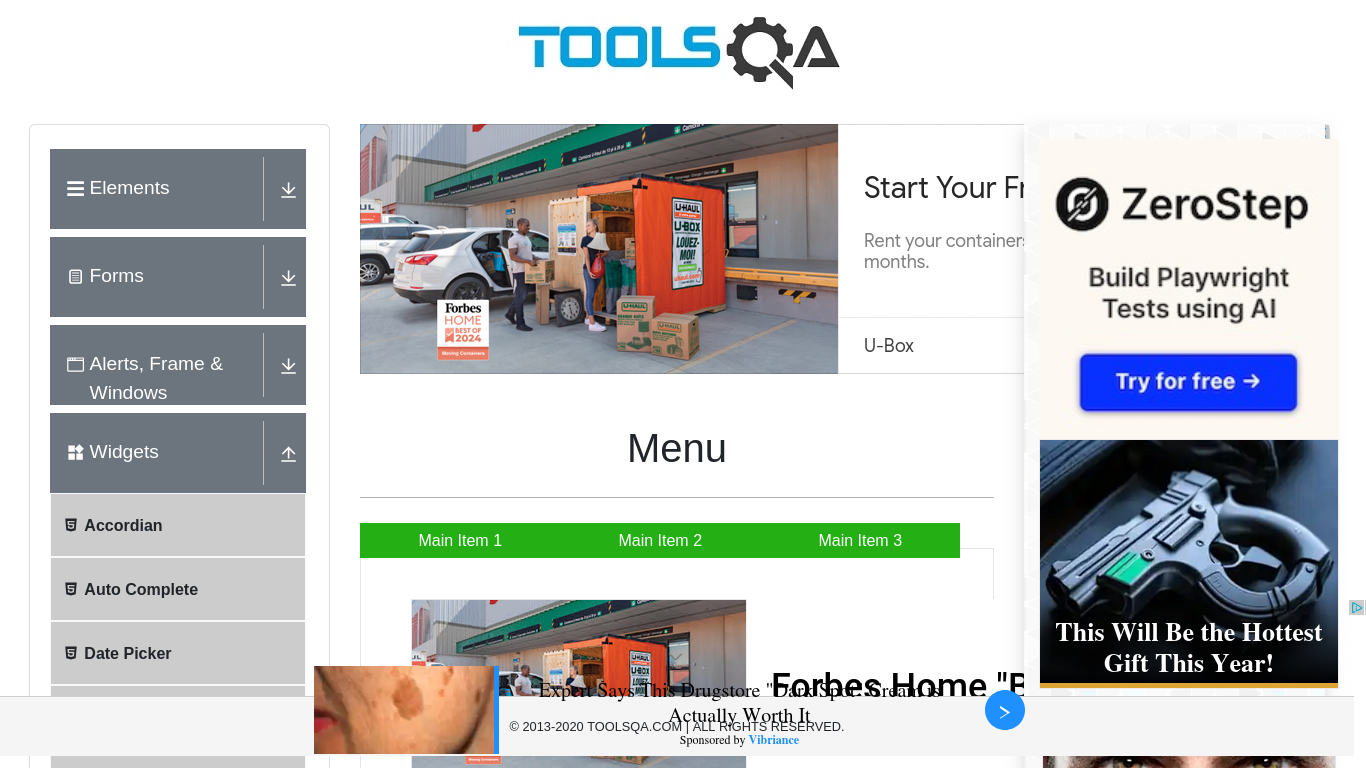 TOOLSQA
Elements
Forms
Alerts, Frame &
Windows
Widgets
Accordian
Auto Complete
Date Picker
U-HAUL
U-BOX
LOUEZ-
MOI!
Forbes
HOME
BEST OF
2024
Moving Containers
Start Your Fr
Rent your containers
months.
U-Box
ZeroStep
Build Playwright
Tests using AI
Try for free →
This Will Be the Hottest
Gift This Year!
Menu
Main Item 1
Main Item 2
Main Item 3
Forbes Home "B
Expert Says This Drugstore "Dark Spot" Cream is
Actually Worth It
Sponsored by Vibriance
© 2013-2020 TOOLSQA.COM | ALL RIGHTS RESERVED.